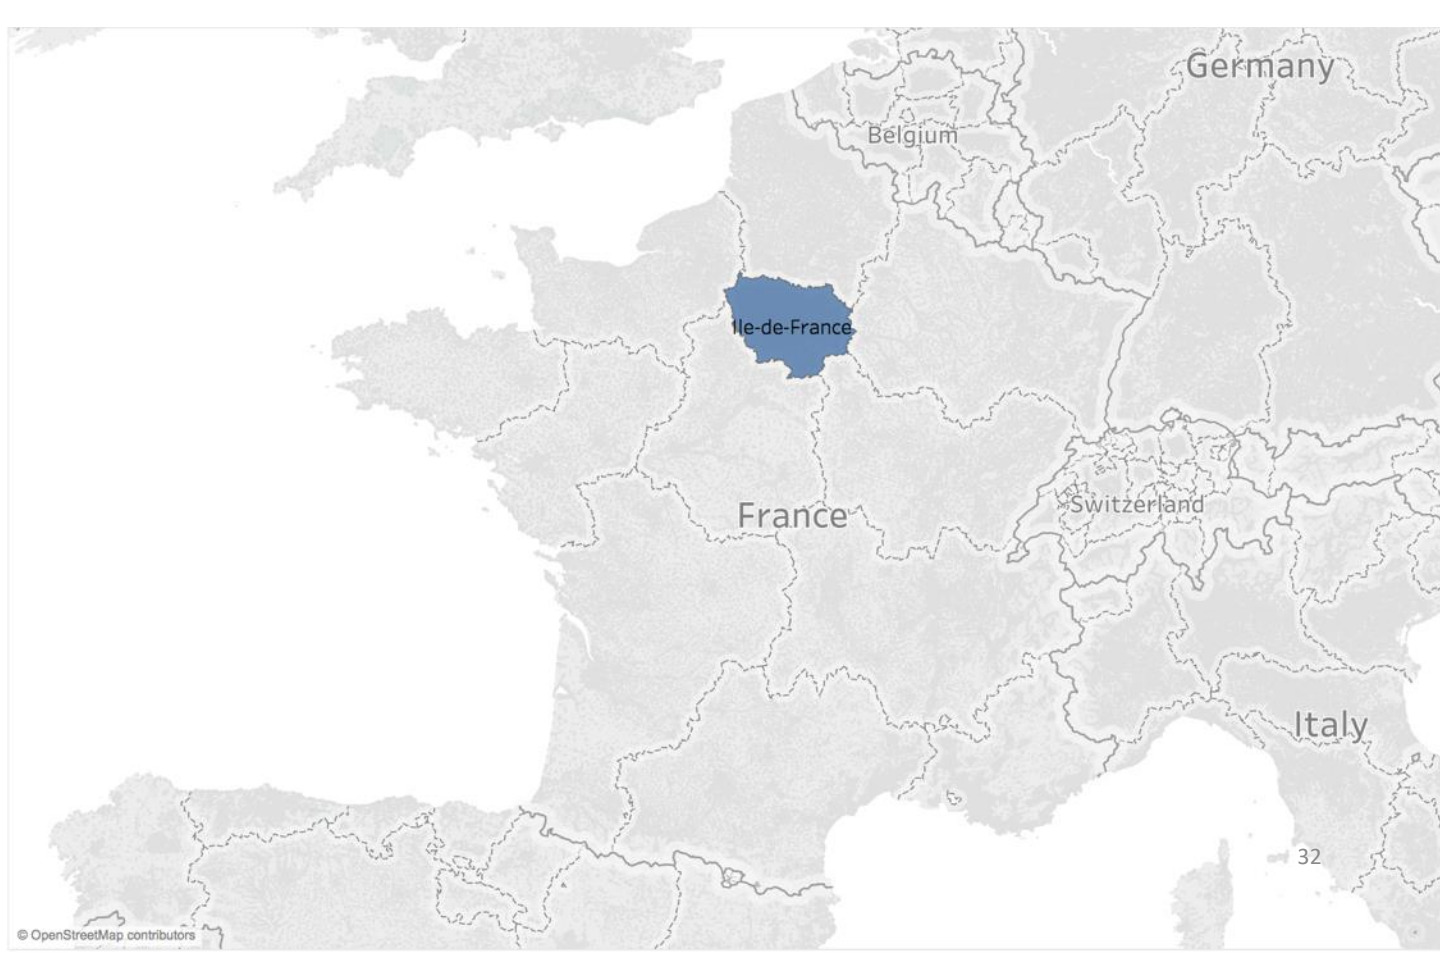 Germany
Belgium
Ile-de-France
France
Switzerland
Italy
32
© OpenStreetMap contributors